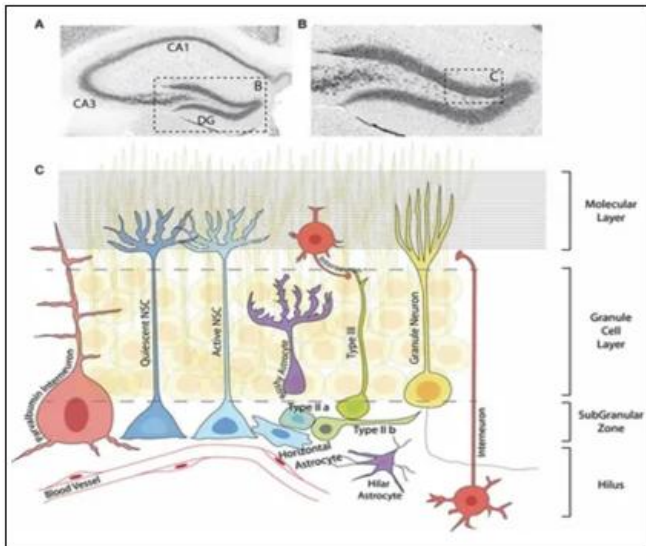 A
B
CA1
B
C
CA3
DG
C
Molecular
Layer
Quiescent NSC
Active NSC
Type III
Granule Neuron
Granule
Cell
Layer
Parvalbumin Interneuron
Astrocyte
Type II a
Type II b
Interneuron
SubGranular
Zone
Horizontal
Astrocyte
Blood Vessel
Hilar
Astrocyte
Hilus